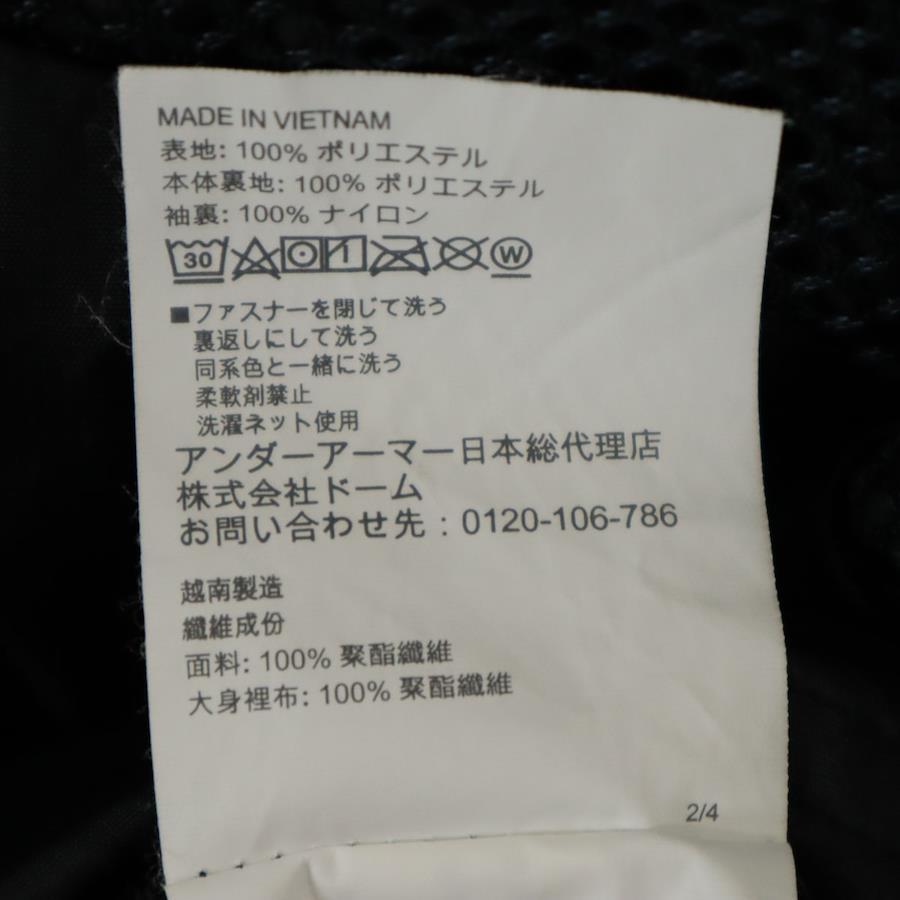 MADE IN VIETNAM
表地: 100% ポリエステル
本体裏地: 100% ポリエステル
袖裏: 100% ナイロン
30 W
■ファスナーを閉じて洗う
裏返しにして洗う
同系色と一緒に洗う
柔軟剤禁止
洗濯ネット使用
アンダーアーマー日本総代理店
株式会社ドーム
お問い合わせ先：0120-106-786
越南製造
纖維成份
面料: 100% 聚酯纖維
大身裡布: 100% 聚酯纖維
2/4